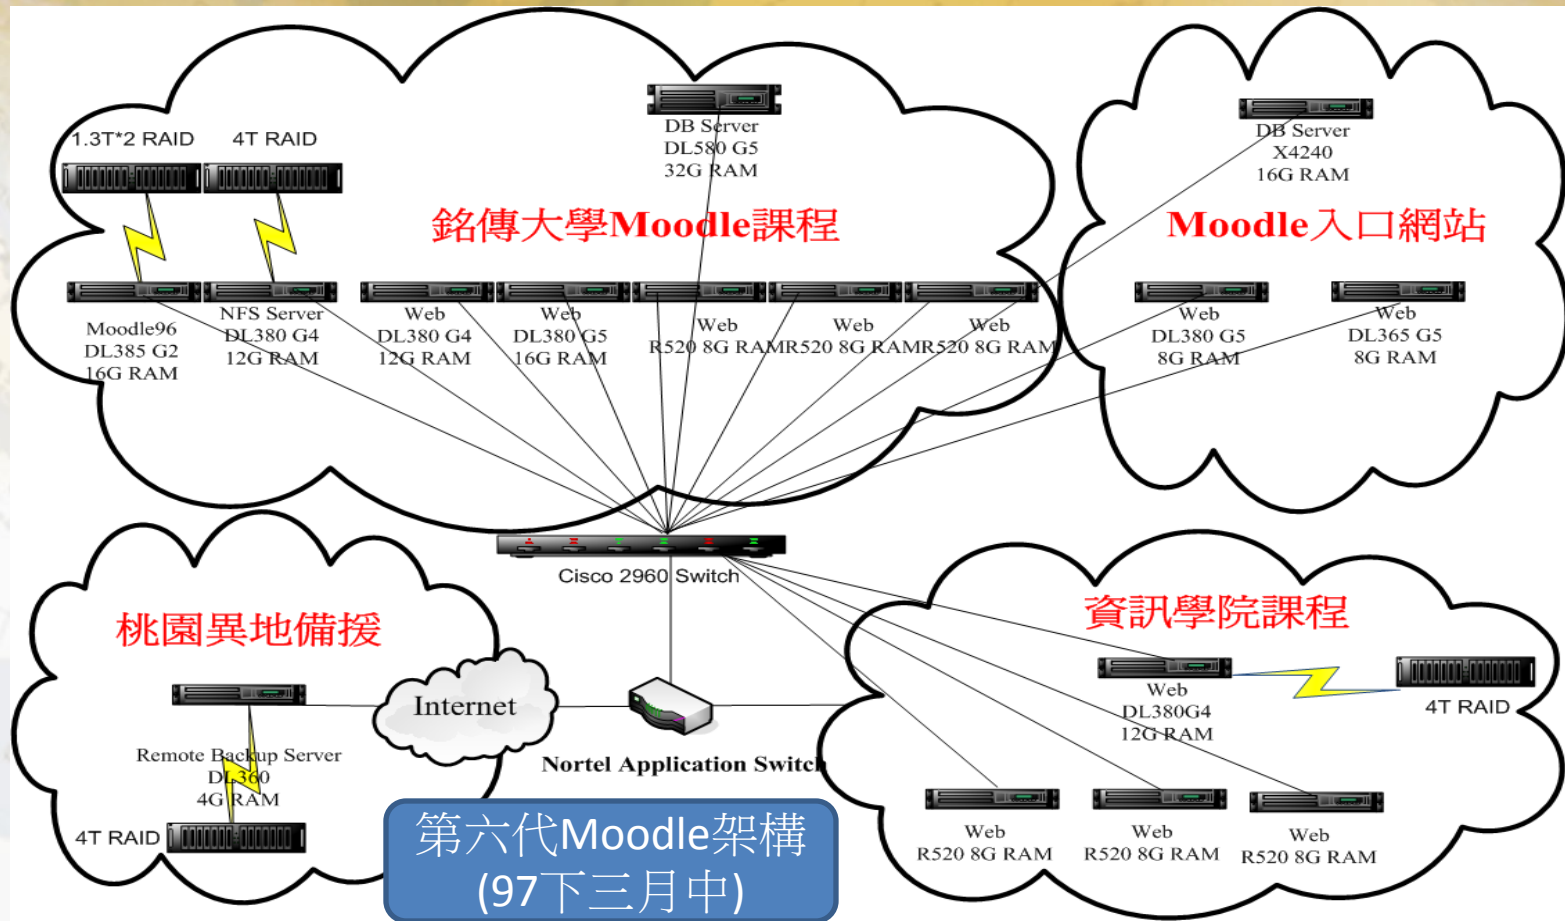 1.3T*2 RAID
4T RAID
DB Server
DL580 G5
32G RAM
銘傳大學Moodle課程
Moodle96
DL385 G2
16G RAM
NFS Server
DL380 G4
12G RAM
Web
DL380 G4
12G RAM
Web
DL380 G5
16G RAM
Web
R520 8G RAM
Web
R520 8G RAM
Web
R520 8G RAM
DB Server
X4240
16G RAM
Moodle入口網站
Web
DL380 G5
8G RAM
Web
DL365 G5
8G RAM
Cisco 2960 Switch
桃園異地備援
Remote Backup Server
DL360
4G RAM
4T RAID
Internet
Nortel Application Switch
資訊學院課程
Web
DL380G4
12G RAM
4T RAID
Web
R520 8G RAM
Web
R520 8G RAM
Web
R520 8G RAM
第六代Moodle架構
(97下三月中)